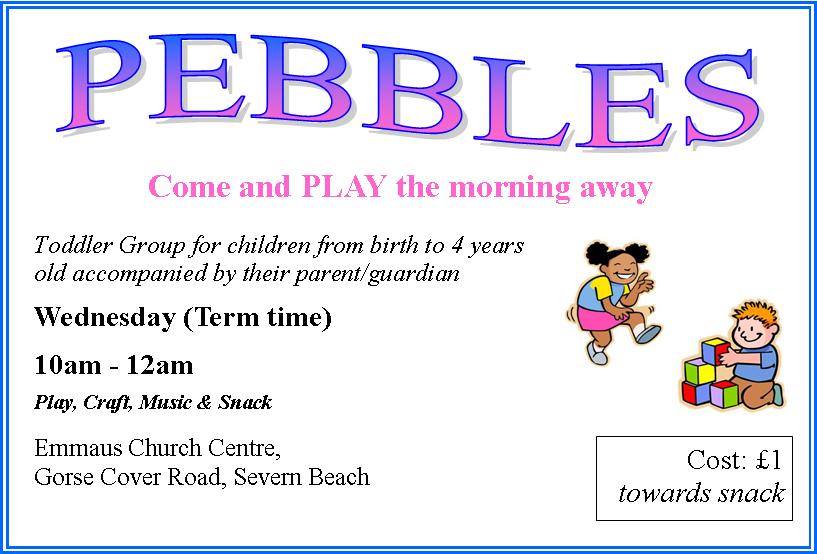 PEBBLES
Come and PLAY the morning away
Toddler Group for children from birth to 4 years
old accompanied by their parent/guardian
Wednesday (Term time)
10am - 12am
Play, Craft, Music & Snack
Emmaus Church Centre,
Gorse Cover Road, Severn Beach
Cost: £1
towards snack